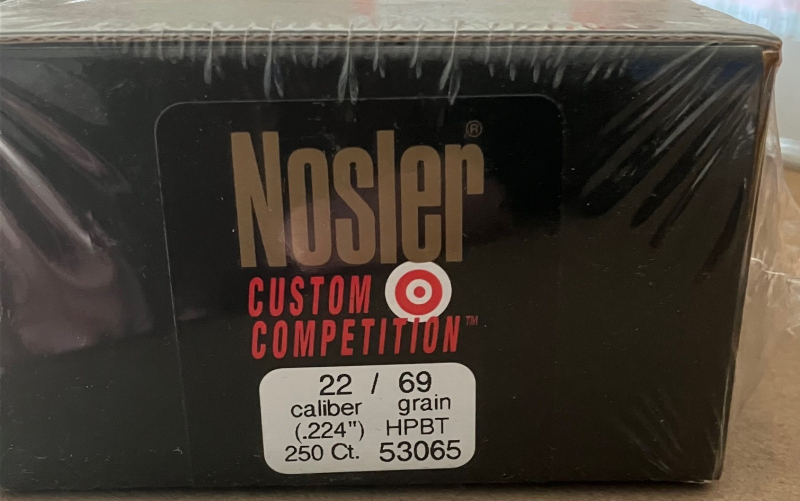 Nosler®
CUSTOM
COMPETITION™
22 / 69
caliber grain
(.224") HPBT
250 Ct. 53065